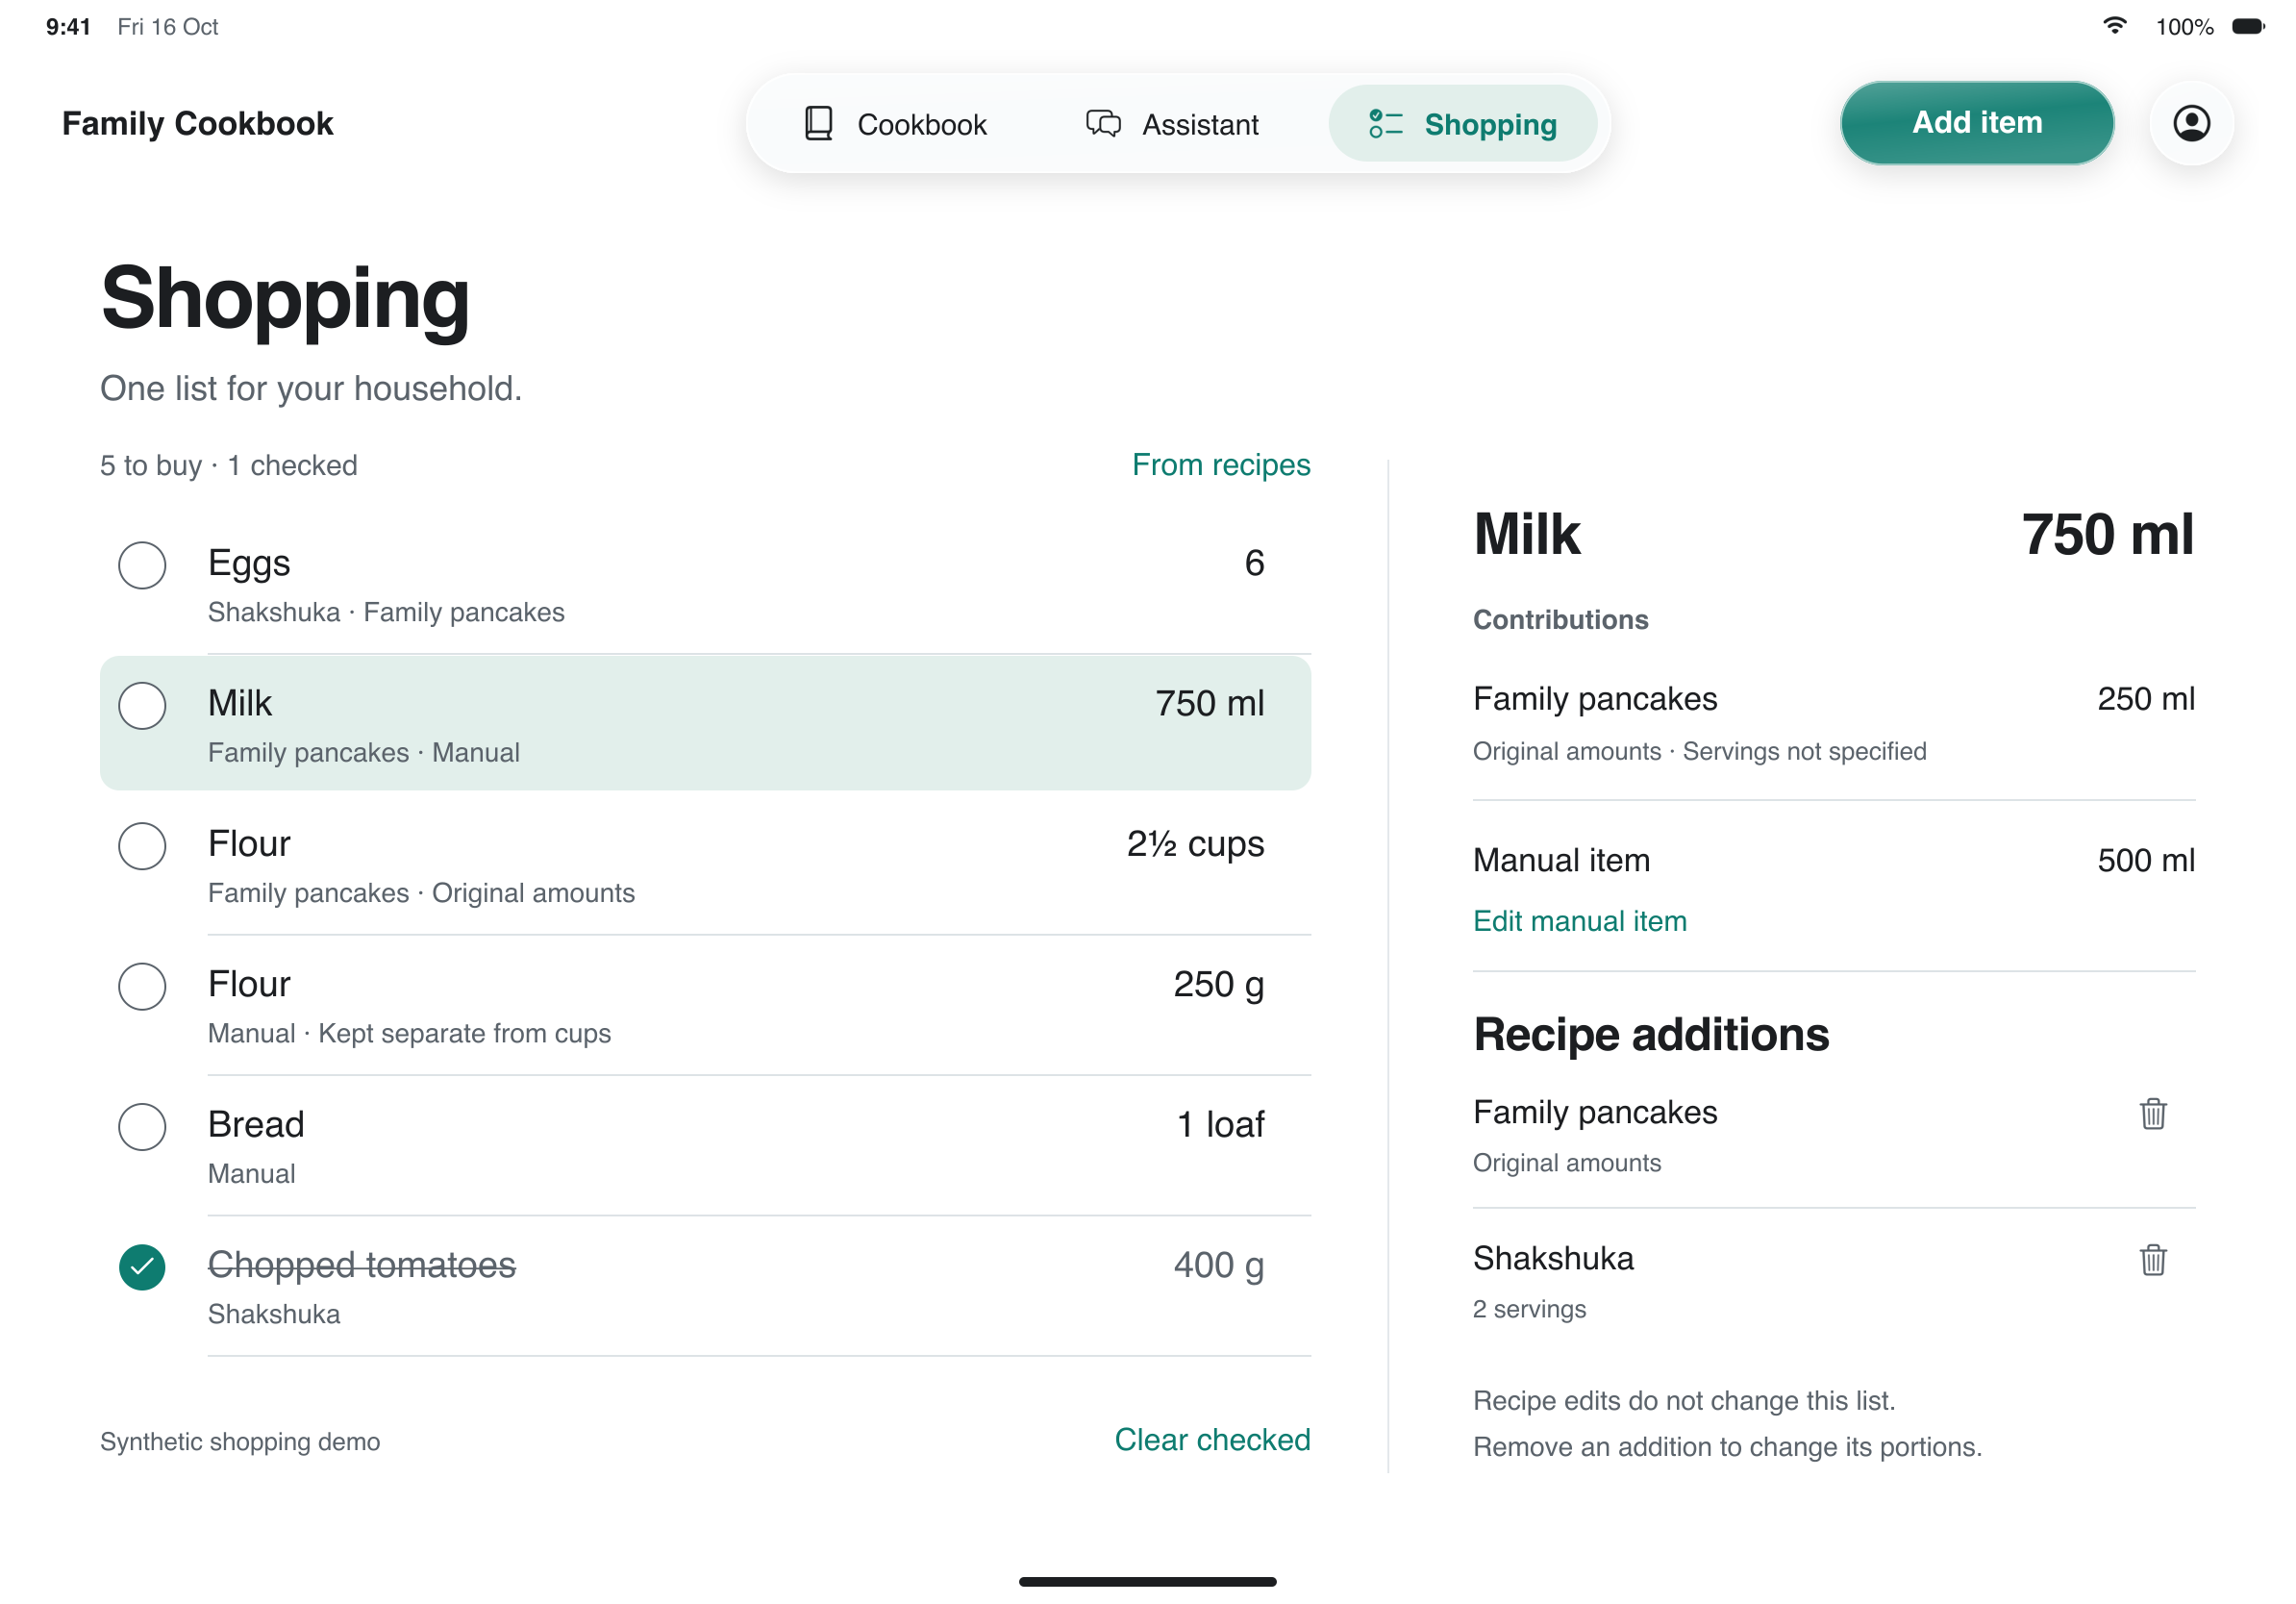 9:41 Fri 16 Oct 100%
Family Cookbook Cookbook Assistant Shopping Add item
Shopping
One list for your household.
5 to buy · 1 checked From recipes
Eggs 6
Shakshuka · Family pancakes
Milk 750 ml
Family pancakes · Manual
Flour 2½ cups
Family pancakes · Original amounts
Flour 250 g
Manual · Kept separate from cups
Bread 1 loaf
Manual
Chopped tomatoes 400 g
Shakshuka
Synthetic shopping demo Clear checked
Milk 750 ml
Contributions
Family pancakes 250 ml
Original amounts · Servings not specified
Manual item 500 ml
Edit manual item
Recipe additions
Family pancakes
Original amounts
Shakshuka
2 servings
Recipe edits do not change this list.
Remove an addition to change its portions.